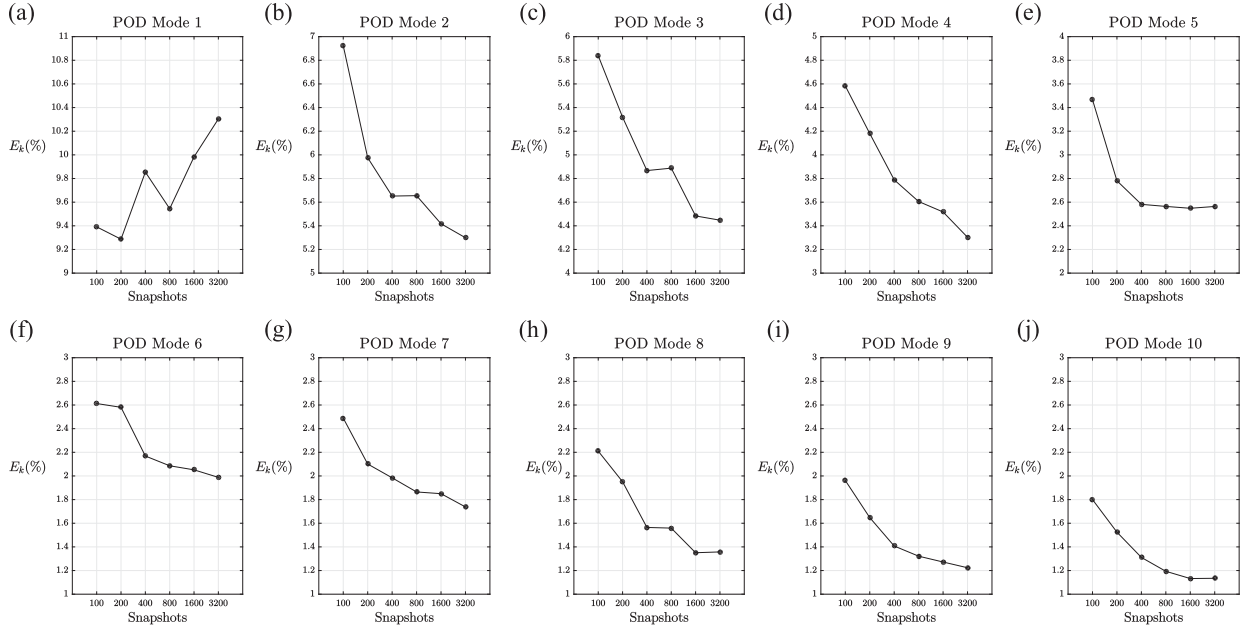 (a)
POD Mode 1
11
10.8
10.6
10.4
10.2
10
9.8
9.6
9.4
9.2
9
E_k(%)
100 200 400 800 1600 3200
Snapshots
(b)
POD Mode 2
7
6.8
6.6
6.4
6.2
6
5.8
5.6
5.4
5.2
5
E_k(%)
100 200 400 800 1600 3200
Snapshots
(c)
POD Mode 3
6
5.8
5.6
5.4
5.2
5
4.8
4.6
4.4
4.2
4
E_k(%)
100 200 400 800 1600 3200
Snapshots
(d)
POD Mode 4
5
4.8
4.6
4.4
4.2
4
3.8
3.6
3.4
3.2
3
E_k(%)
100 200 400 800 1600 3200
Snapshots
(e)
POD Mode 5
4
3.8
3.6
3.4
3.2
3
2.8
2.6
2.4
2.2
2
E_k(%)
100 200 400 800 1600 3200
Snapshots
(f)
POD Mode 6
3
2.8
2.6
2.4
2.2
2
1.8
1.6
1.4
1.2
1
E_k(%)
100 200 400 800 1600 3200
Snapshots
(g)
POD Mode 7
3
2.8
2.6
2.4
2.2
2
1.8
1.6
1.4
1.2
1
E_k(%)
100 200 400 800 1600 3200
Snapshots
(h)
POD Mode 8
3
2.8
2.6
2.4
2.2
2
1.8
1.6
1.4
1.2
1
E_k(%)
100 200 400 800 1600 3200
Snapshots
(i)
POD Mode 9
3
2.8
2.6
2.4
2.2
2
1.8
1.6
1.4
1.2
1
E_k(%)
100 200 400 800 1600 3200
Snapshots
(j)
POD Mode 10
3
2.8
2.6
2.4
2.2
2
1.8
1.6
1.4
1.2
1
E_k(%)
100 200 400 800 1600 3200
Snapshots